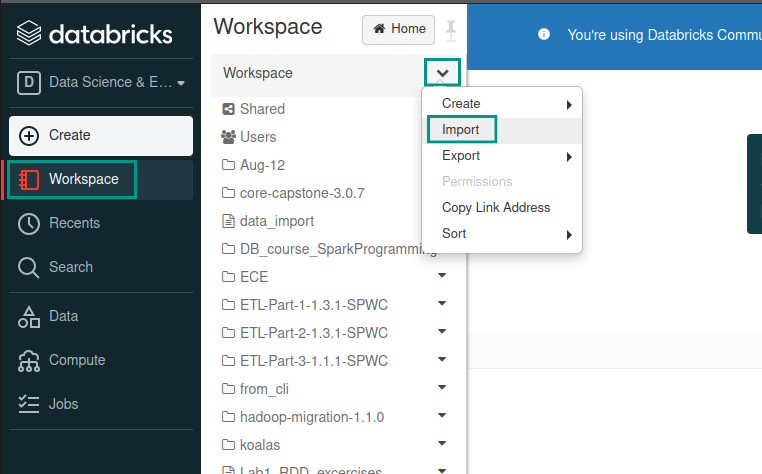 databricks
D Data Science & E...
Create
Workspace
Recents
Search
Data
Compute
Jobs
Workspace
Home
Workspace
Shared
Users
Aug-12
core-capstone-3.0.7
data_import
DB_course_SparkProgramming
ECE
ETL-Part-1-1.3.1-SPWC
ETL-Part-2-1.3.1-SPWC
ETL-Part-3-1.1.1-SPWC
from_cli
hadoop-migration-1.1.0
koalas
Lab1_RDD_excercises
Create
Import
Export
Permissions
Copy Link Address
Sort
You're using Databricks Commu